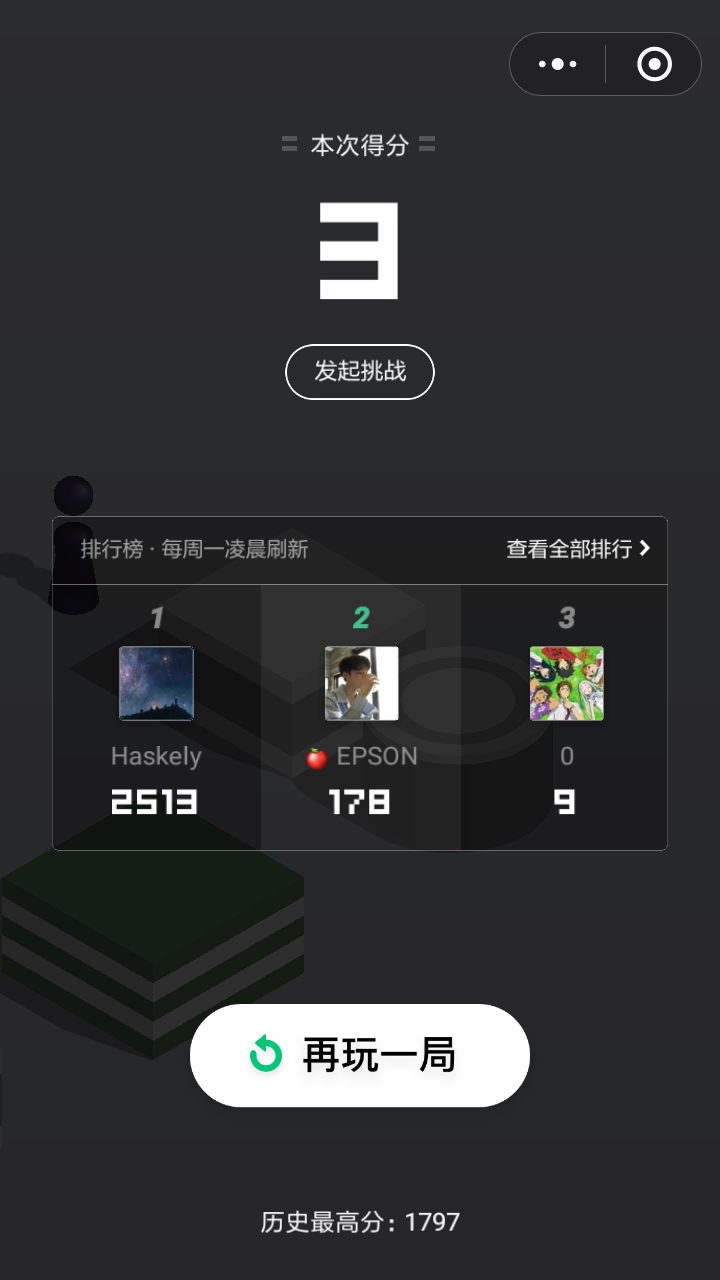 本次得分
3
发起挑战
排行榜 · 每周一凌晨刷新 查看全部排行
1 2 3
Haskely 🍎 EPSON 0
2513 178 9
再玩一局
历史最高分: 1797